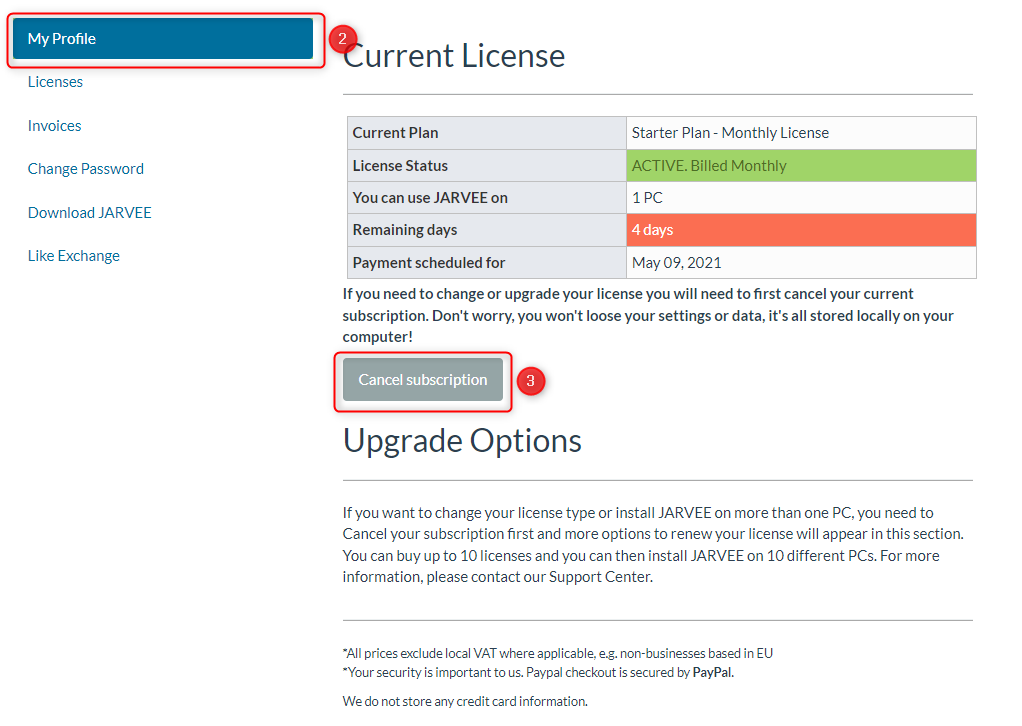 My Profile
2
Licenses
Invoices
Change Password
Download JARVEE
Like Exchange
Current License
Current Plan Starter Plan - Monthly License
License Status ACTIVE. Billed Monthly
You can use JARVEE on 1 PC
Remaining days 4 days
Payment scheduled for May 09, 2021
If you need to change or upgrade your license you will need to first cancel your current
subscription. Don't worry, you won't loose your settings or data, it's all stored locally on your
computer!
Cancel subscription
3
Upgrade Options
If you want to change your license type or install JARVEE on more than one PC, you need to
Cancel your subscription first and more options to renew your license will appear in this section.
You can buy up to 10 licenses and you can then install JARVEE on 10 different PCs. For more
information, please contact our Support Center.
*All prices exclude local VAT where applicable, e.g. non-businesses based in EU
*Your security is important to us. Paypal checkout is secured by PayPal.
We do not store any credit card information.